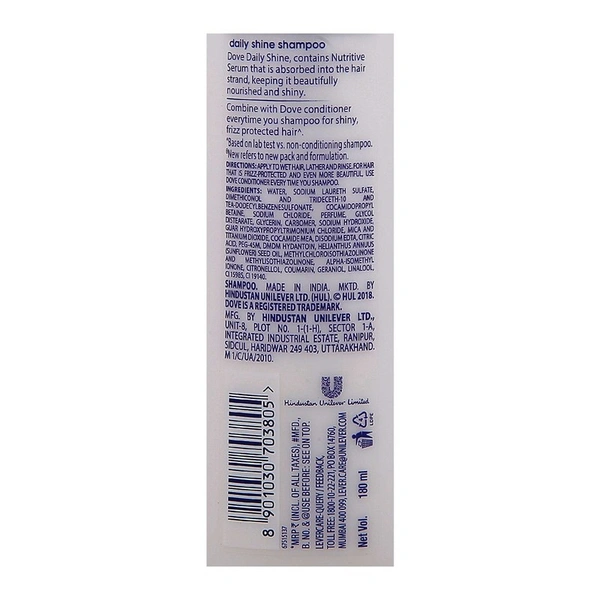 daily shine shampoo
Dove Daily Shine, contains Nutritive
Serum that is absorbed into the hair
strand, keeping it beautifully
nourished and shiny.
Combine with Dove conditioner
everytime you shampoo for shiny,
frizz protected hair^.
^Based on lab test vs. non-conditioning shampoo.
#New refers to new pack and formulation.
DIRECTIONS: APPLY TO WET HAIR, LATHER AND RINSE. FOR HAIR
THAT IS FRIZZ-PROTECTED AND EVEN MORE BEAUTIFUL, USE
DOVE CONDITIONER EVERY TIME YOU SHAMPOO.
INGREDIENTS: WATER, SODIUM LAURETH SULFATE,
DIMETHICONOL AND TRIDECETH-10 AND
TEA-DODECYLBENZENESULFONATE, COCAMIDOPROPYL
BETAINE, SODIUM CHLORIDE, PERFUME, GLYCOL
DISTEARATE, GLYCERIN, CARBOMER, SODIUM HYDROXIDE,
GUAR HYDROXYPROPYLTRIMONIUM CHLORIDE, MICA AND
TITANIUM DIOXIDE, COCAMIDE MEA, DISODIUM EDTA, CITRIC
ACID, PEG-45M, DMDM HYDANTOIN, HELIANTHUS ANNUUS
(SUNFLOWER) SEED OIL, METHYLCHLOROISOTHIAZOLINONE
AND METHYLISOTHIAZOLINONE, ALPHA-ISOMETHYL
IONONE, CITRONELLOL, COUMARIN, GERANIOL, LINALOOL,
CI 15985, CI 19140.
SHAMPOO. MADE IN INDIA. MKTD. BY
HINDUSTAN UNILEVER LTD. (HUL). © HUL 2018.
DOVE IS A REGISTERED TRADEMARK.
MFG. BY HINDUSTAN UNILEVER LTD.,
UNIT-8, PLOT NO. 1-(1-H), SECTOR 1-A,
INTEGRATED INDUSTRIAL ESTATE, RANIPUR,
SIDCUL, HARIDWAR 249 403, UTTARAKHAND.
M 1/C/UA/2010.
Hindustan Unilever Limited
8 901030 703805 >
67515137
*MRP ₹ (INCL. OF ALL TAXES), #MFD.,
B. NO. & @USE BEFORE: SEE ON TOP.
LEVERCARE-QUERY/FEEDBACK,
TOLL FREE: 1800-10-22-221, PO BOX 14760,
MUMBAI 400 099, LEVER.CARE@UNILEVER.COM
4
LDPE
Net Vol. 180 ml